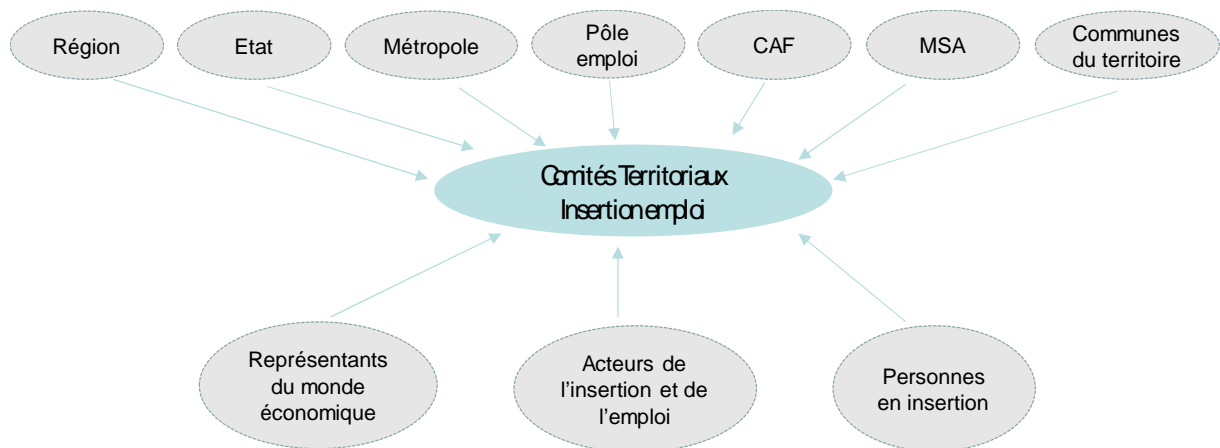 Région
Etat
Métropole
Pôle
emploi
CAF
MSA
Communes
du territoire
Comités Territoriaux
Insertion emploi
Représentants
du monde
économique
Acteurs de
l'insertion et de
l'emploi
Personnes
en insertion